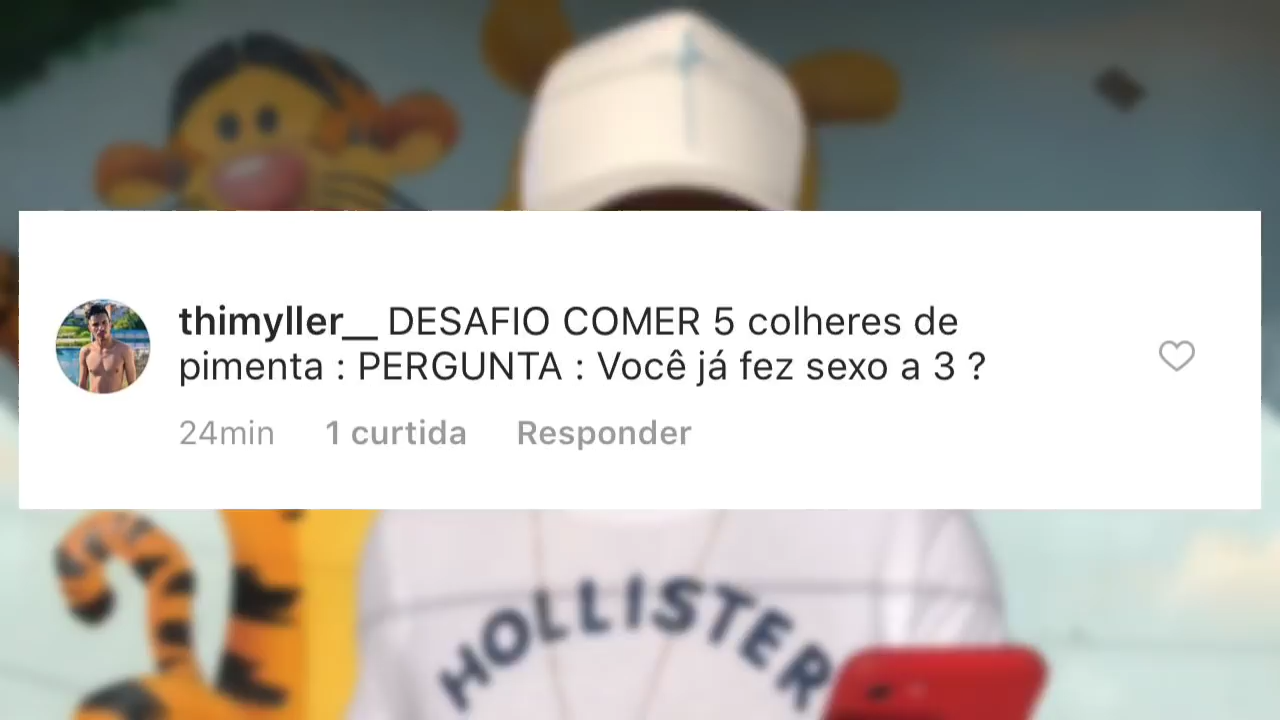 thimyller__ DESAFIO COMER 5 colheres de
pimenta : PERGUNTA : Você já fez sexo a 3 ?
24min 1 curtida Responder
HOLLISTER